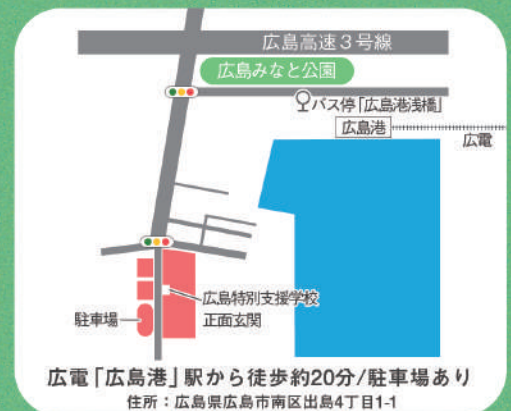 広島高速3号線
広島みなと公園
バス停「広島港浅橋」
広島港
広電
広島特別支援学校
正面玄関
駐車場
広電「広島港」駅から徒歩約20分/駐車場あり
住所：広島県広島市南区出島4丁目1-1